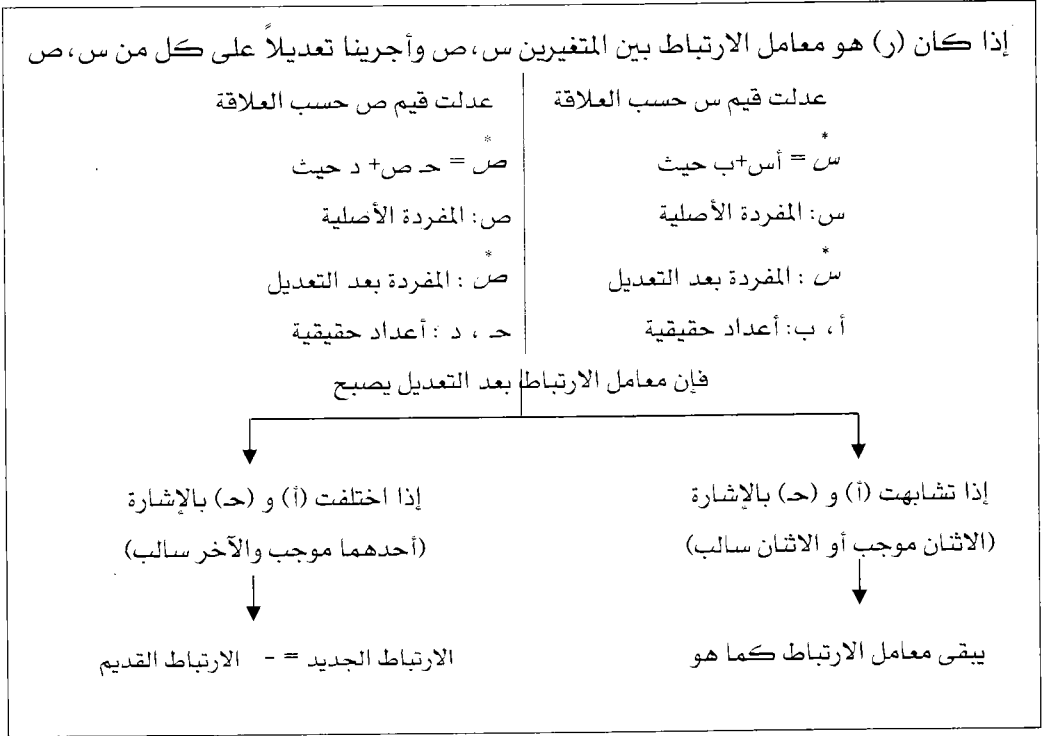 إذا كان (ر) هو معامل الارتباط بين المتغيرين س،ص وأجرينا تعديلاً على كل من س،ص
عدلت قيم س حسب العلاقة
س* = أس+ب حيث
س: المفردة الأصلية
س* : المفردة بعد التعديل
أ ، ب: أعداد حقيقية
عدلت قيم ص حسب العلاقة
ص* = حـ ص+ د حيث
ص: المفردة الأصلية
ص* : المفردة بعد التعديل
حـ ، د : أعداد حقيقية
فإن معامل الارتباط بعد التعديل يصبح
إذا تشابهت (أ) و (حـ) بالإشارة
(الاثنان موجب أو الاثنان سالب)
يبقى معامل الارتباط كما هو
إذا اختلفت (أ) و (حـ) بالإشارة
(أحدهما موجب والآخر سالب)
الارتباط الجديد = - الارتباط القديم